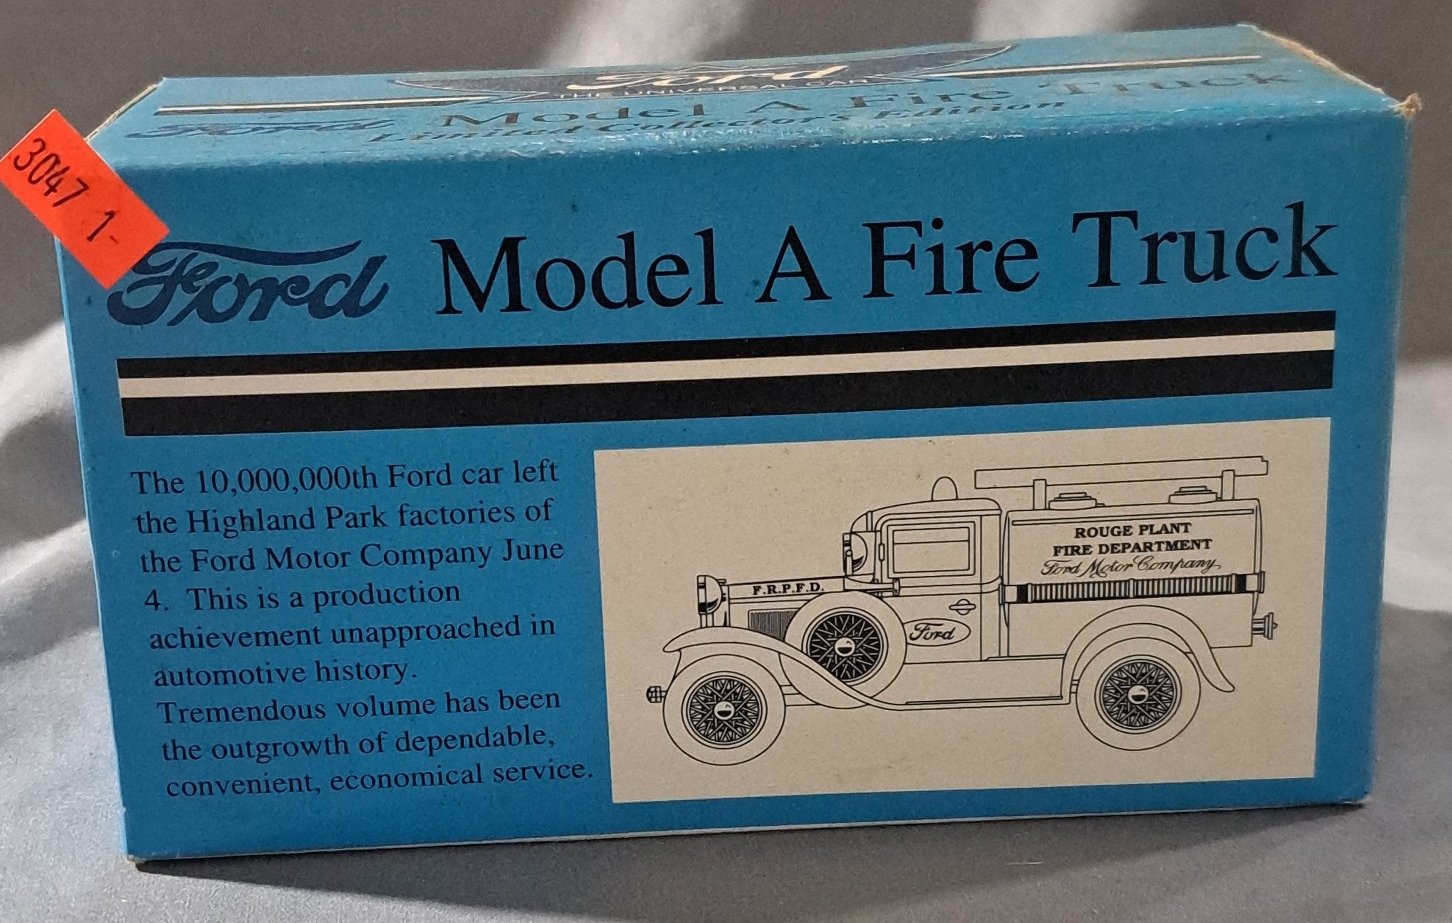 Ford
THE UNIVERSAL CAR
Ford Model A Fire Truck
Limited Collector's Edition
3047 1-
Ford Model A Fire Truck
The 10,000,000th Ford car left
the Highland Park factories of
the Ford Motor Company June
4. This is a production
achievement unapproached in
automotive history.
Tremendous volume has been
the outgrowth of dependable,
convenient, economical service.
ROUGE PLANT
FIRE DEPARTMENT
Ford Motor Company
F.R.P.F.D.
Ford